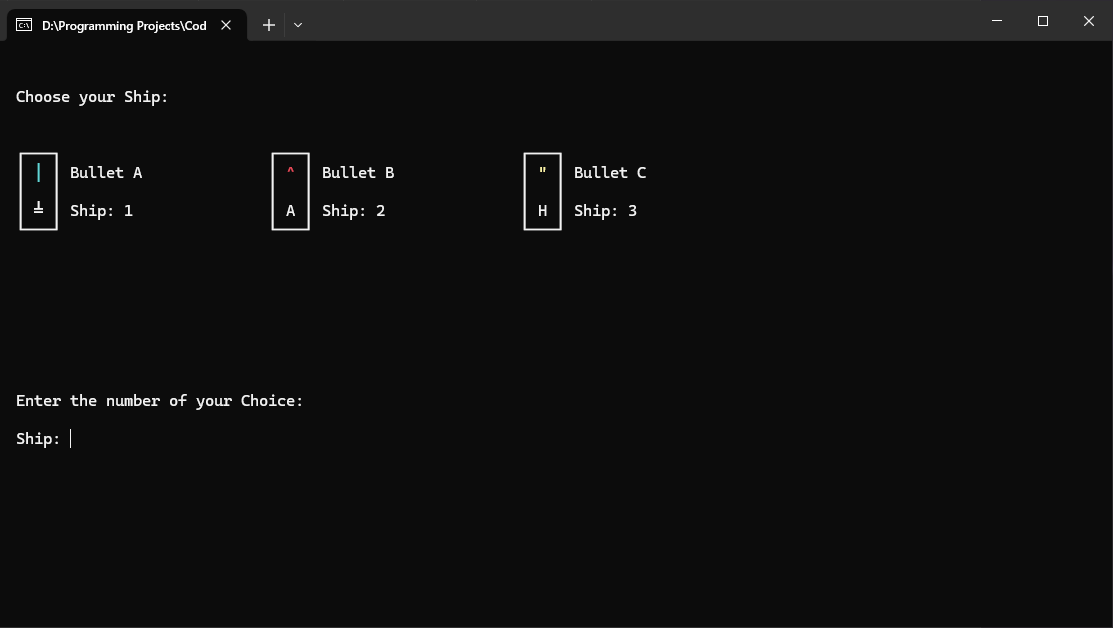 D:\Programming Projects\Cod
Choose your Ship:
| Bullet A ^ Bullet B " Bullet C
╩ Ship: 1 A Ship: 2 H Ship: 3
Enter the number of your Choice:
Ship: